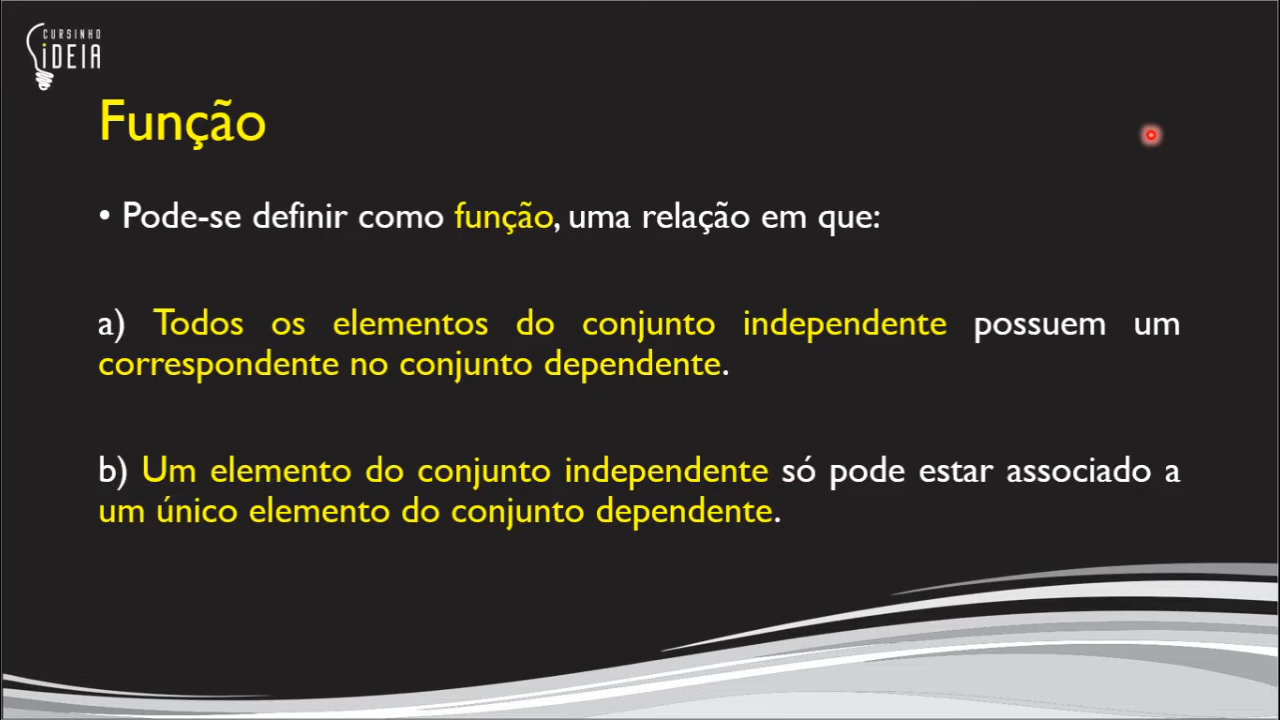 CURSINHO
iDEIA
Função
• Pode-se definir como função, uma relação em que:
a) Todos os elementos do conjunto independente possuem um
correspondente no conjunto dependente.
b) Um elemento do conjunto independente só pode estar associado a
um único elemento do conjunto dependente.